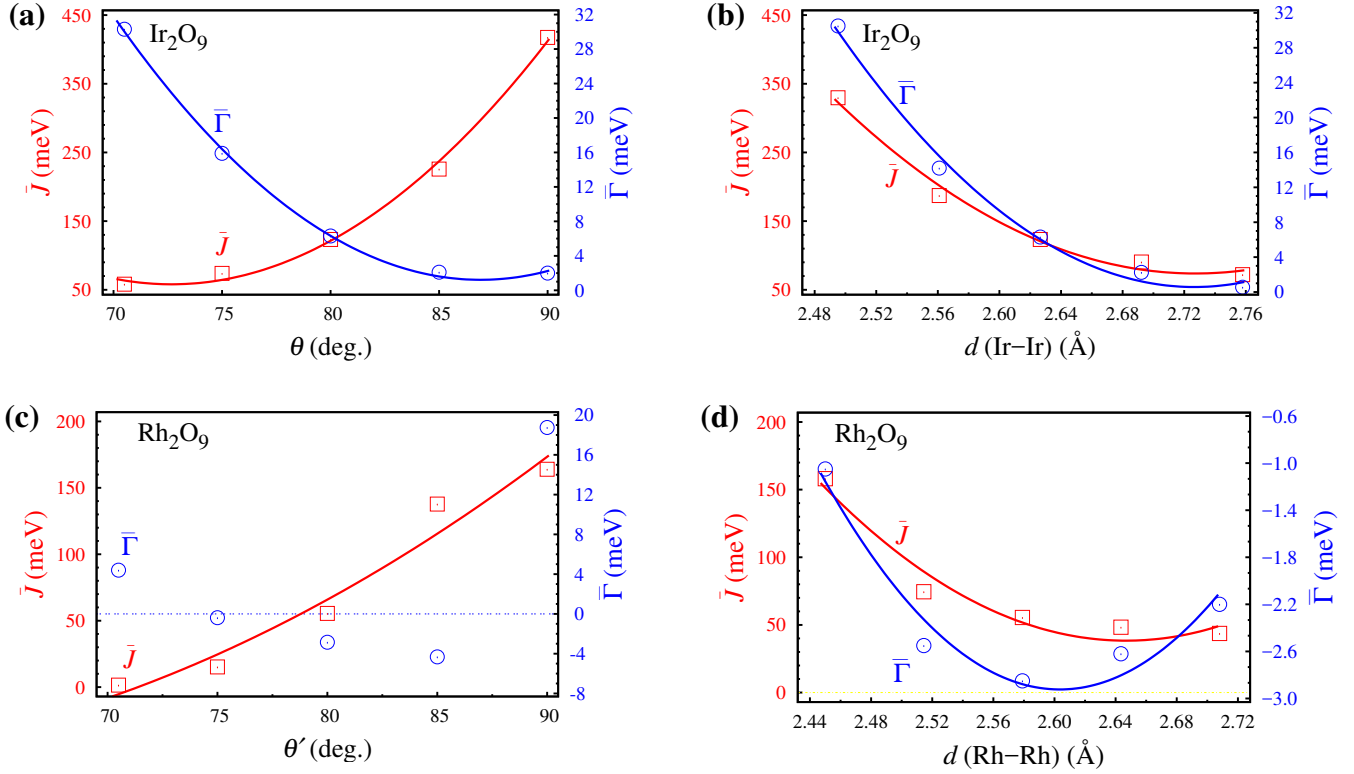 (a)
Ir2O9
450
350
250
150
50
J̄ (meV)
32
28
24
20
16
12
8
4
0
Γ̄ (meV)
Γ̄
J̄
70 75 80 85 90
θ (deg.)
(b)
Ir2O9
450
350
250
150
50
J̄ (meV)
32
28
24
20
16
12
8
4
0
Γ̄ (meV)
Γ̄
J̄
2.48 2.52 2.56 2.60 2.64 2.68 2.72 2.76
d (Ir−Ir) (Å)
(c)
Rh2O9
200
150
100
50
0
J̄ (meV)
20
16
12
8
4
0
-4
-8
Γ̄ (meV)
Γ̄
J̄
70 75 80 85 90
θ′ (deg.)
(d)
Rh2O9
200
150
100
50
0
J̄ (meV)
−0.6
−1.0
−1.4
−1.8
−2.2
−2.6
−3.0
Γ̄ (meV)
J̄
Γ̄
2.44 2.48 2.52 2.56 2.60 2.64 2.68 2.72
d (Rh−Rh) (Å)